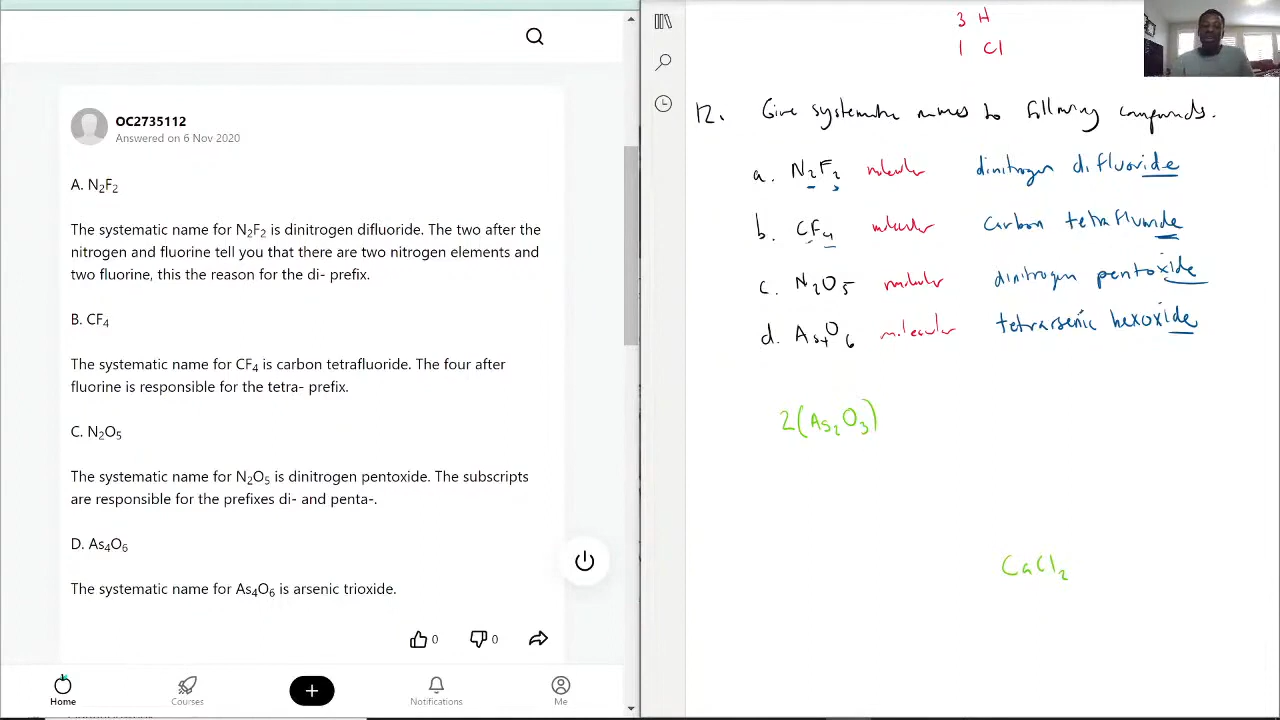 OC2735112
Answered on 6 Nov 2020
A. N₂F₂
The systematic name for N₂F₂ is dinitrogen difluoride. The two after the
nitrogen and fluorine tell you that there are two nitrogen elements and
two fluorine, this the reason for the di- prefix.
B. CF₄
The systematic name for CF₄ is carbon tetrafluoride. The four after
fluorine is responsible for the tetra- prefix.
C. N₂O₅
The systematic name for N₂O₅ is dinitrogen pentoxide. The subscripts
are responsible for the prefixes di- and penta-.
D. As₄O₆
The systematic name for As₄O₆ is arsenic trioxide.
0 0
Home Courses Notifications Me
3 H
1 Cl
12. Give systematic names to following compounds.
a. N₂F₂ molecular dinitrogen difluoride
b. CF₄ molecular carbon tetrafluoride
c. N₂O₅ molecular dinitrogen pentoxide
d. As₄O₆ molecular tetrarsenic hexoxide
2(As₂O₃)
CaCl₂